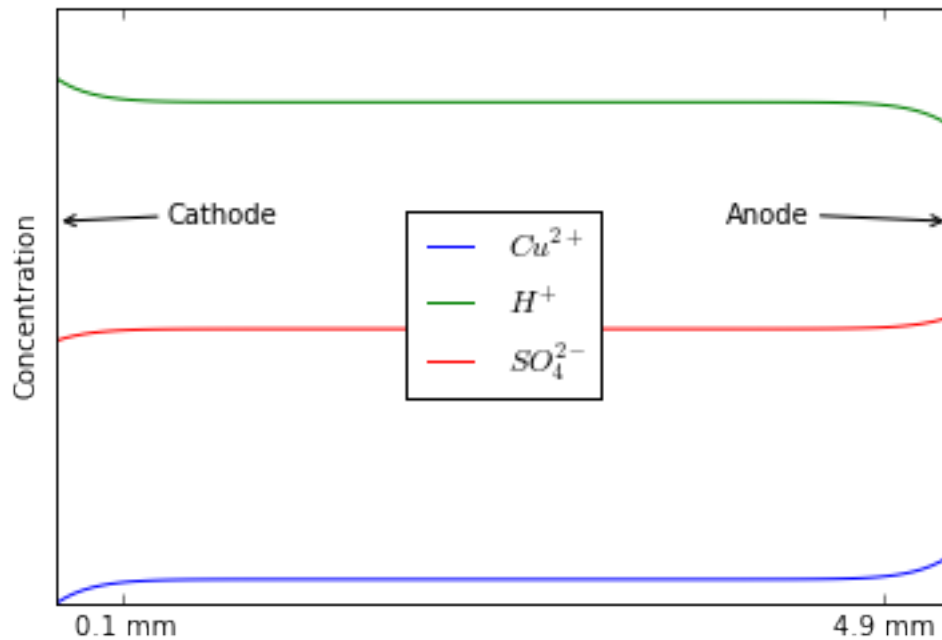 Concentration
Cathode
Anode
Cu²⁺
H⁺
SO₄²⁻
0.1 mm
4.9 mm